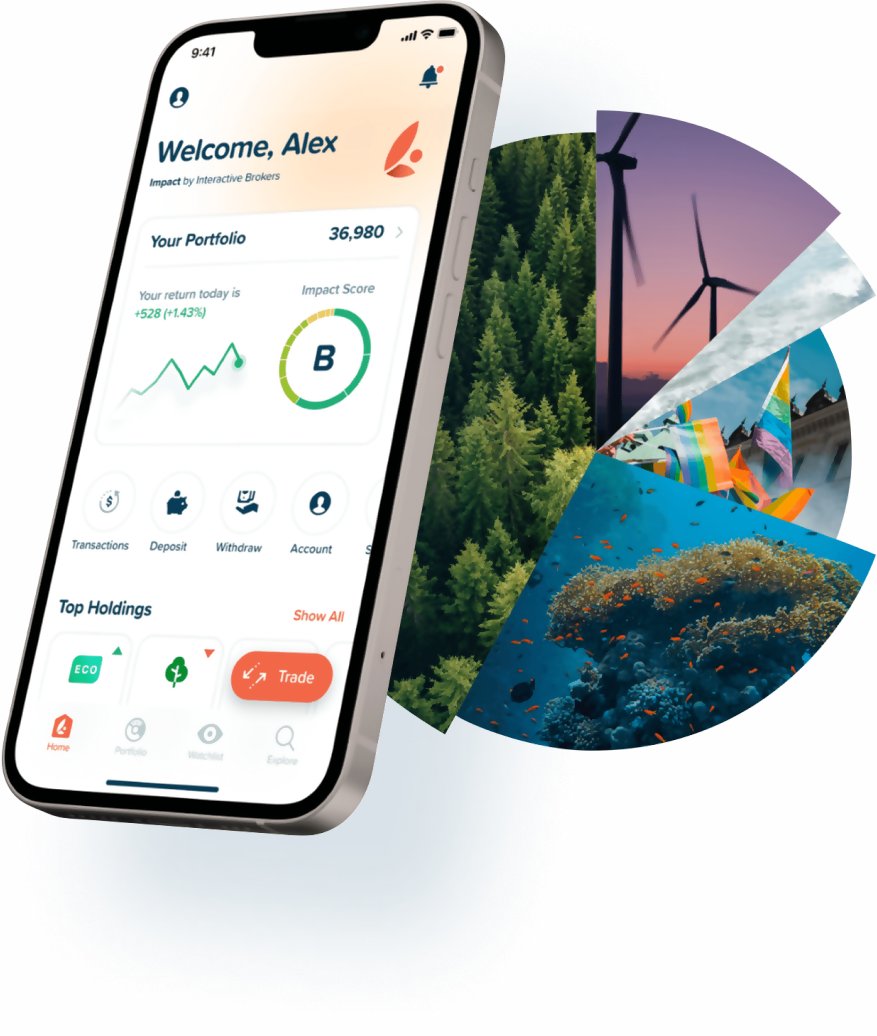 9:41
Welcome, Alex
Impact by Interactive Brokers
Your Portfolio 36,980
Your return today is
+528 (+1.43%)
Impact Score
B
Transactions Deposit Withdraw Account S
Top Holdings Show All
ECO
Trade
Home Portfolio Watchlist Explore